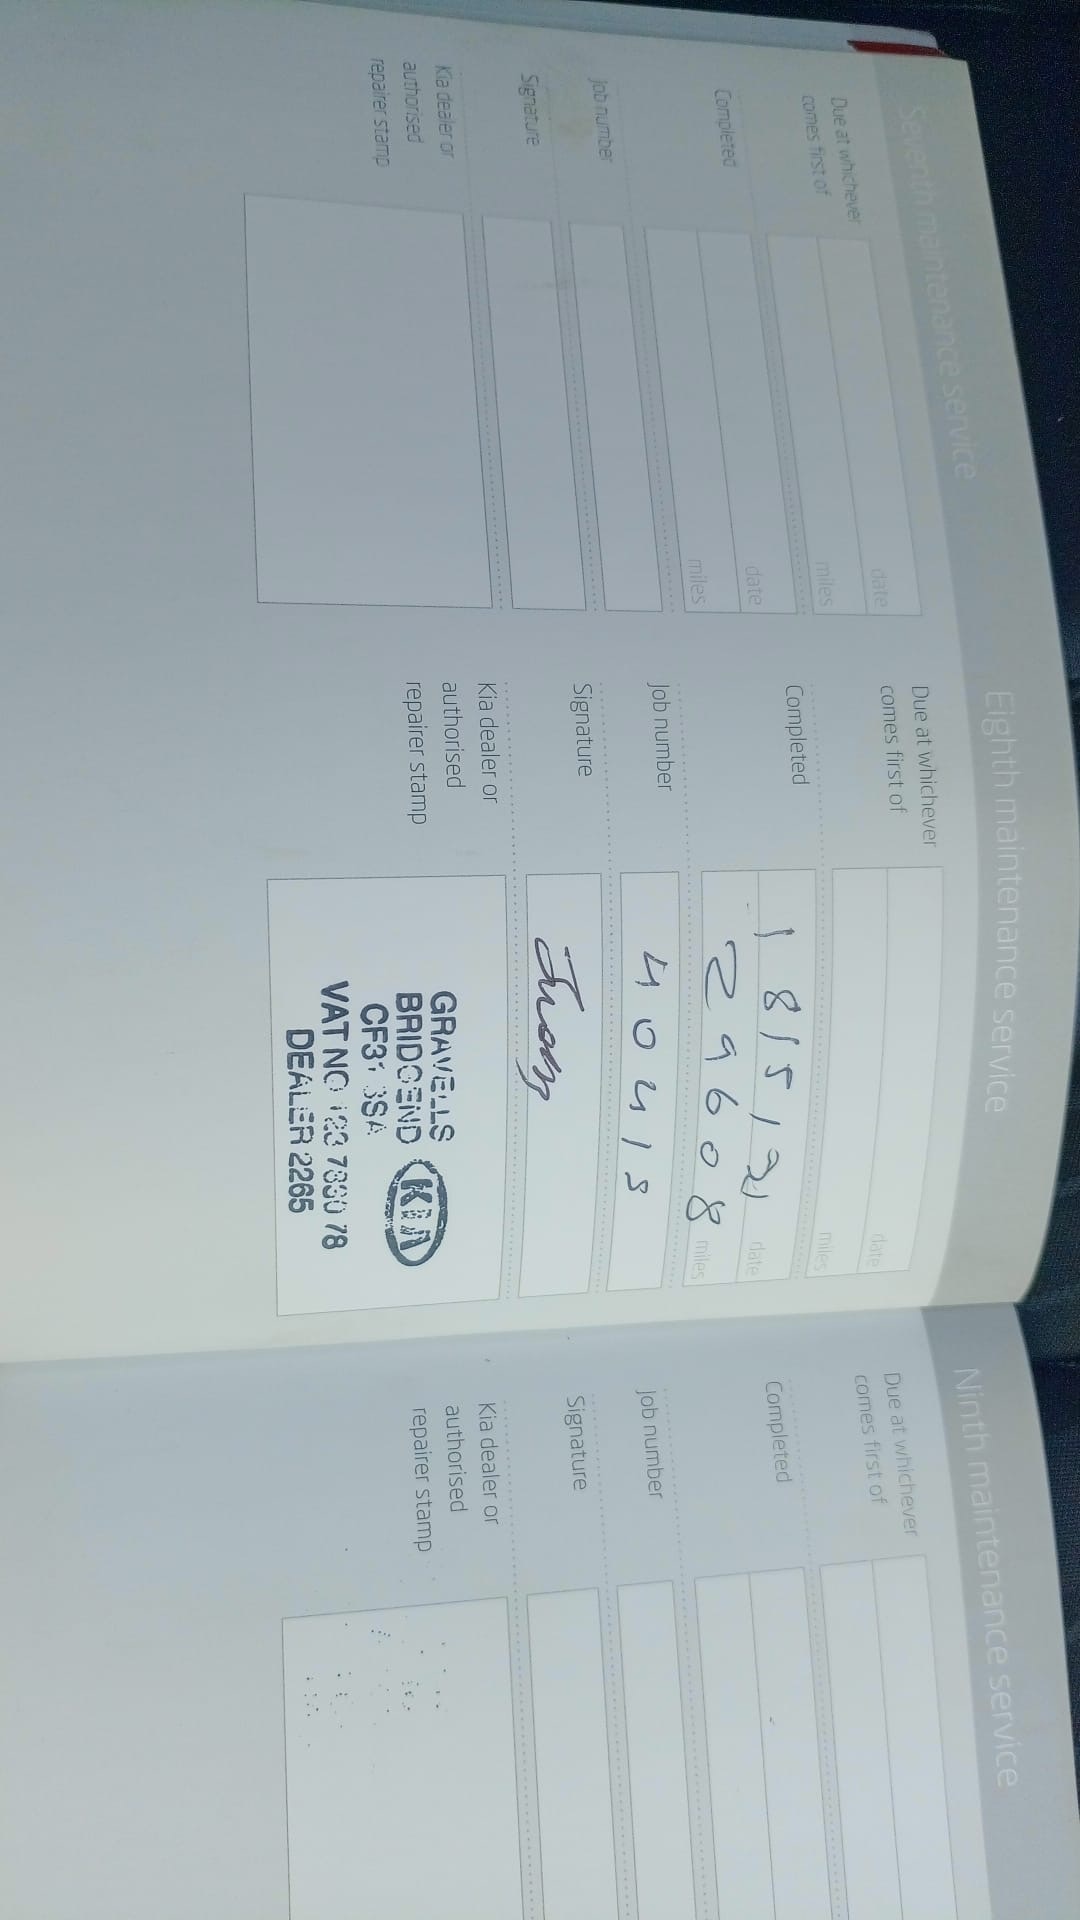 Seventh maintenance service
Due at whichever
comes first of
date
miles
Completed
date
miles
Job number
Signature
Kia dealer or
authorised
repairer stamp
Eighth maintenance service
Due at whichever
comes first of
date
miles
Completed
18/5/21 date
29608 miles
Job number
Signature
Kia dealer or
authorised
repairer stamp
GRAVELLS
BRIDGEND
KIA
VAT NO
DEALER 2265
Ninth maintenance service
Due at whichever
comes first of
Completed
Job number
Signature
Kia dealer or
authorised
repairer stamp